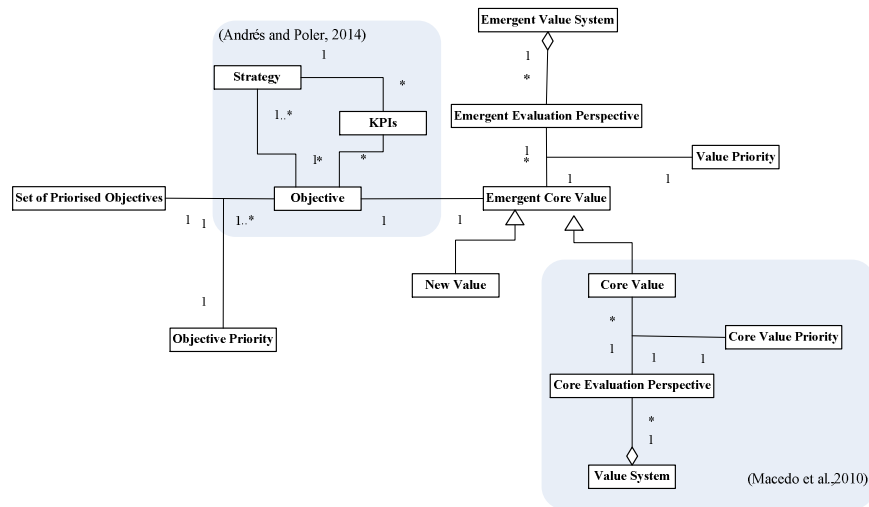 Emergent Value System
(Andrés and Poler, 2014)
1
1
Strategy
*
*
1..*
Emergent Evaluation Perspective
KPIs
1
1*
*
*
Value Priority
1
1
Set of Priorised Objectives
Objective
Emergent Core Value
1
1
1..*
1
1
New Value
Core Value
1
*
Objective Priority
Core Value Priority
1
1
1
Core Evaluation Perspective
*
1
Value System
(Macedo et al.,2010)